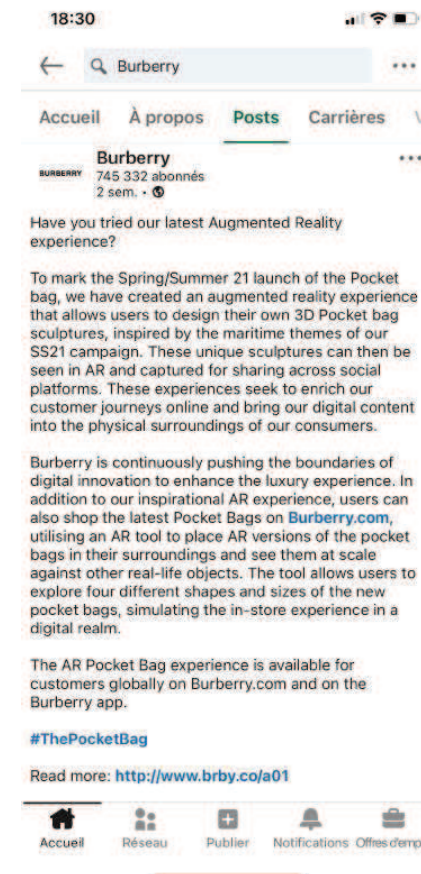 18:30
Burberry
Accueil À propos Posts Carrières
BURBERRY
Burberry
745 332 abonnés
2 sem. •
Have you tried our latest Augmented Reality
experience?
To mark the Spring/Summer 21 launch of the Pocket
bag, we have created an augmented reality experience
that allows users to design their own 3D Pocket bag
sculptures, inspired by the maritime themes of our
SS21 campaign. These unique sculptures can then be
seen in AR and captured for sharing across social
platforms. These experiences seek to enrich our
customer journeys online and bring our digital content
into the physical surroundings of our consumers.
Burberry is continuously pushing the boundaries of
digital innovation to enhance the luxury experience. In
addition to our inspirational AR experience, users can
also shop the latest Pocket Bags on Burberry.com,
utilising an AR tool to place AR versions of the pocket
bags in their surroundings and see them at scale
against other real-life objects. The tool allows users to
explore four different shapes and sizes of the new
pocket bags, simulating the in-store experience in a
digital realm.
The AR Pocket Bag experience is available for
customers globally on Burberry.com and on the
Burberry app.
#ThePocketBag
Read more: http://www.brby.co/a01
Accueil Réseau Publier Notifications Offres d'emp